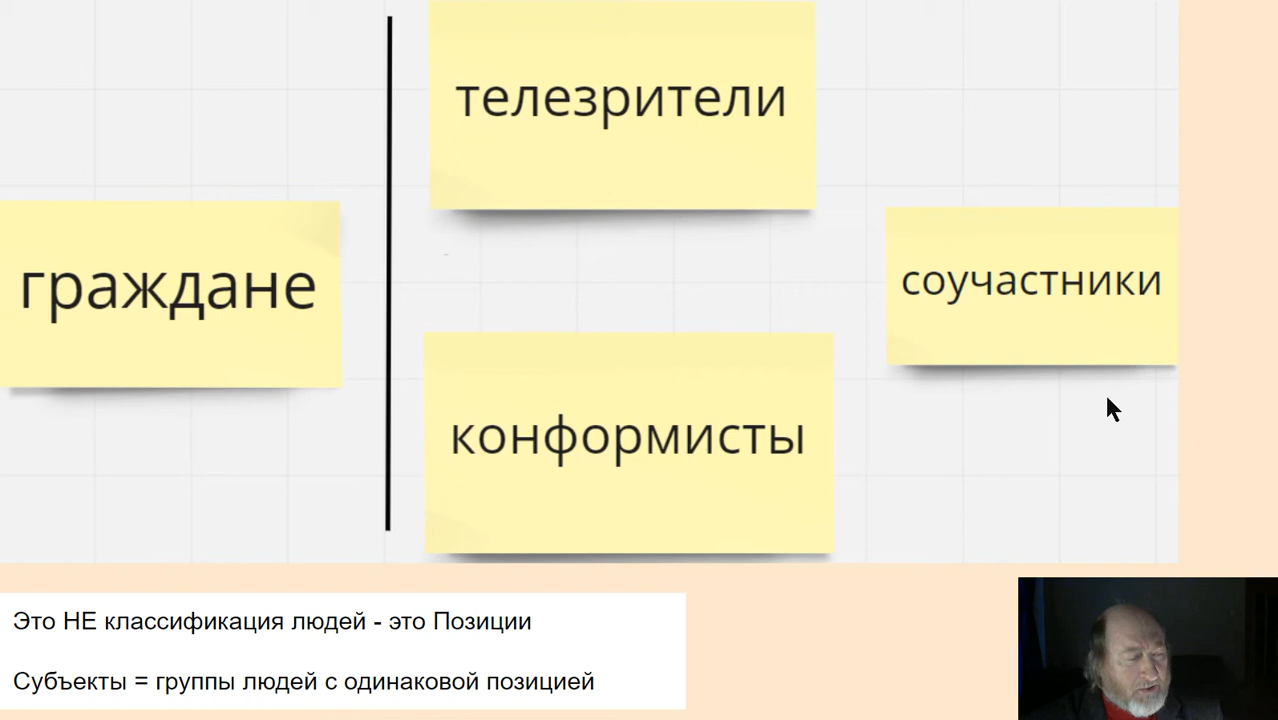 телезрители
граждане
соучастники
конформисты
Это НЕ классификация людей - это Позиции
Субъекты = группы людей с одинаковой позицией